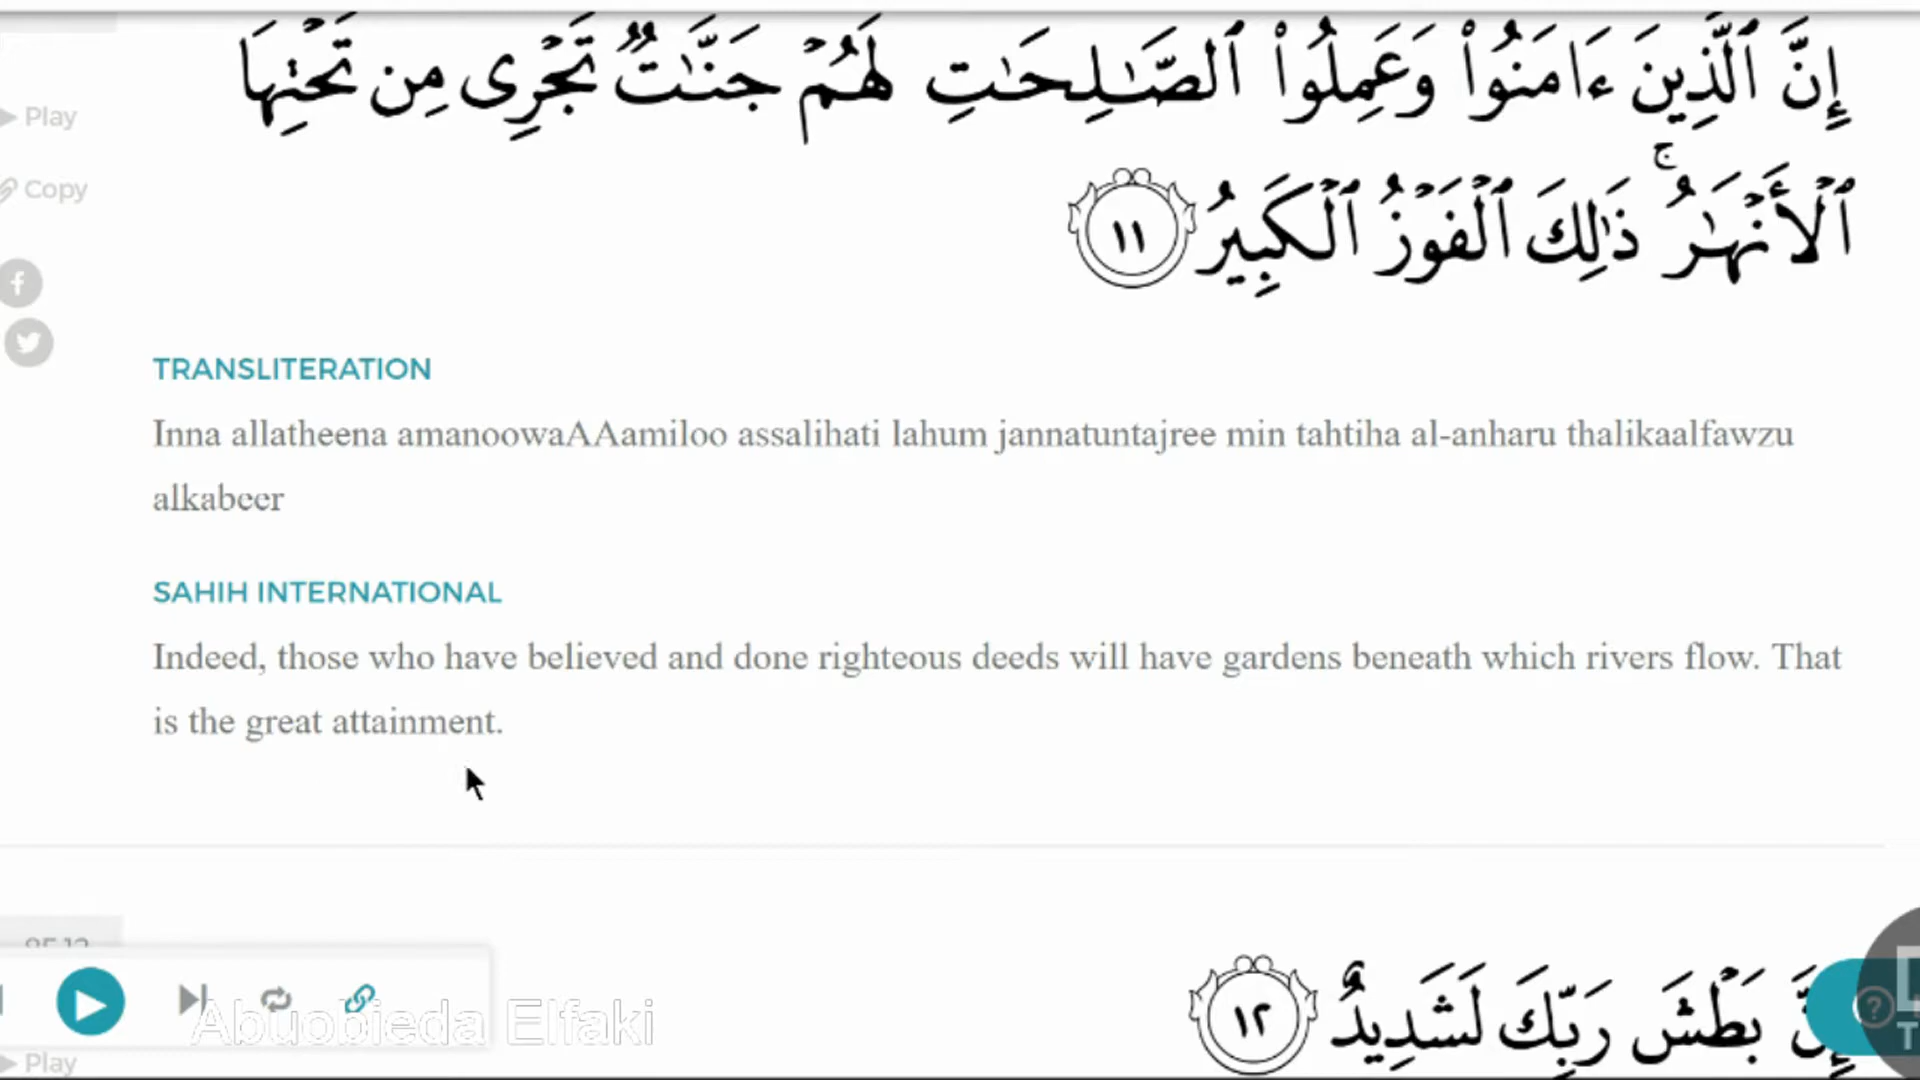 إِنَّ ٱلَّذِينَ ءَامَنُوا۟ وَعَمِلُوا۟ ٱلصَّـٰلِحَـٰتِ لَهُمْ جَنَّـٰتٌ تَجْرِى مِن تَحْتِهَا
ٱلْأَنْهَـٰرُ ۚ ذَٰلِكَ ٱلْفَوْزُ ٱلْكَبِيرُ ١١
Play
Copy
TRANSLITERATION
Inna allatheena amanoowaAAamiloo assalihati lahum jannatuntajree min tahtiha al-anharu thalikaalfawzu
alkabeer
SAHIH INTERNATIONAL
Indeed, those who have believed and done righteous deeds will have gardens beneath which rivers flow. That
is the great attainment.
إِنَّ بَطْشَ رَبِّكَ لَشَدِيدٌ ١٢
Abuobieda Elfaki
Play